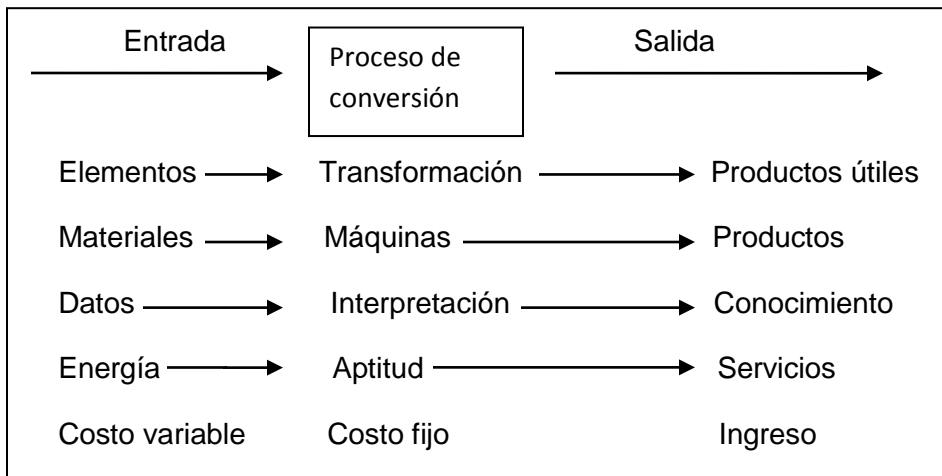 Entrada
Proceso de
conversión
Salida
Elementos Transformación Productos útiles
Materiales Máquinas Productos
Datos Interpretación Conocimiento
Energía Aptitud Servicios
Costo variable Costo fijo Ingreso